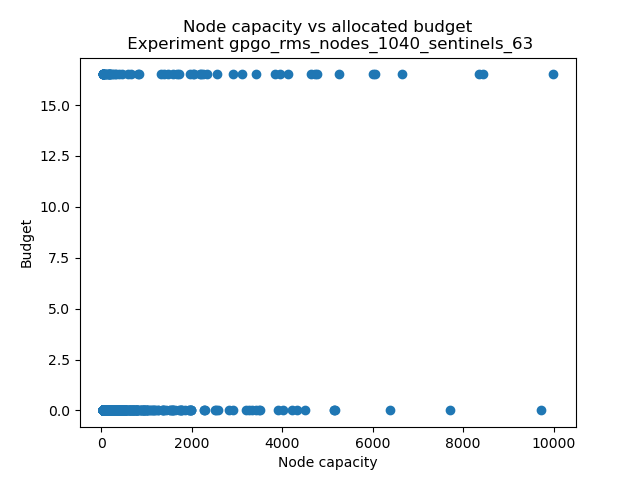 Node capacity vs allocated budget
Experiment gpgo_rms_nodes_1040_sentinels_63
15.0
12.5
10.0
7.5
5.0
2.5
0.0
Budget
0 2000 4000 6000 8000 10000
Node capacity